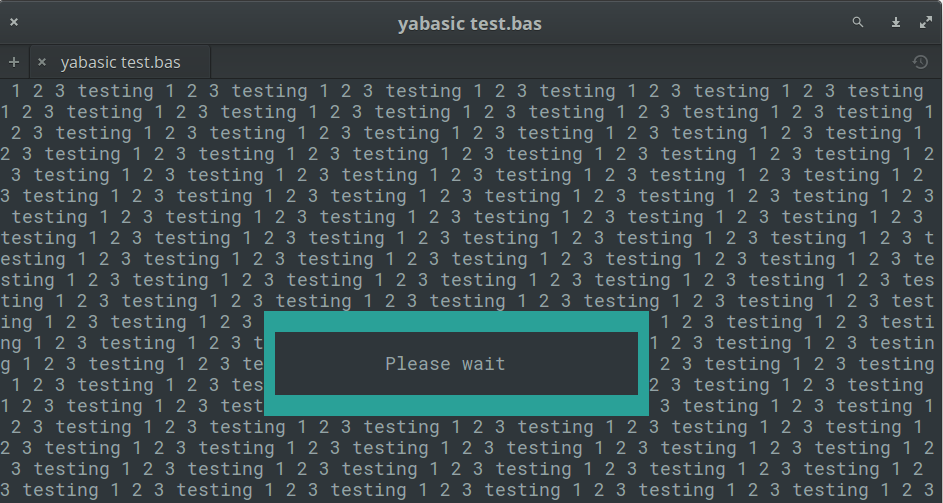 yabasic test.bas
yabasic test.bas
1 2 3 testing 1 2 3 testing 1 2 3 testing 1 2 3 testing 1 2 3 testing 1 2 3 testing
1 2 3 testing 1 2 3 testing 1 2 3 testing 1 2 3 testing 1 2 3 testing 1 2 3 testing 1
2 3 testing 1 2 3 testing 1 2 3 testing 1 2 3 testing 1 2 3 testing 1 2 3 testing 1
2 3 testing 1 2 3 testing 1 2 3 testing 1 2 3 testing 1 2 3 testing 1 2 3 testing 1 2
3 testing 1 2 3 testing 1 2 3 testing 1 2 3 testing 1 2 3 testing 1 2 3 testing 1 2
3 testing 1 2 3 testing 1 2 3 testing 1 2 3 testing 1 2 3 testing 1 2 3 testing 1 2 3
testing 1 2 3 testing 1 2 3 testing 1 2 3 testing 1 2 3 testing 1 2 3 testing 1 2 3
testing 1 2 3 testing 1 2 3 testing 1 2 3 testing 1 2 3 testing 1 2 3 testing 1 2 3 t
esting 1 2 3 testing 1 2 3 testing 1 2 3 testing 1 2 3 testing 1 2 3 testing 1 2 3 te
sting 1 2 3 testing 1 2 3 testing 1 2 3 testing 1 2 3 testing 1 2 3 testing 1 2 3 tes
ting 1 2 3 testing 1 2 3 testing 1 2 3 testing 1 2 3 testing 1 2 3 testing 1 2 3 test
ing 1 2 3 testing 1 2 3 1 2 3 testing 1 2 3 testi
ng 1 2 3 testing 1 2 3 t 1 2 3 testing 1 2 3 testin
g 1 2 3 testing 1 2 3 te Please wait 2 3 testing 1 2 3 testing
1 2 3 testing 1 2 3 tes 2 3 testing 1 2 3 testing
1 2 3 testing 1 2 3 test 3 testing 1 2 3 testing 1
2 3 testing 1 2 3 testing 1 2 3 testing 1 2 3 testing 1 2 3 testing 1 2 3 testing 1
2 3 testing 1 2 3 testing 1 2 3 testing 1 2 3 testing 1 2 3 testing 1 2 3 testing 1 2
3 testing 1 2 3 testing 1 2 3 testing 1 2 3 testing 1 2 3 testing 1 2 3 testing 1 2
3 testing 1 2 3 testing 1 2 3 testing 1 2 3 testing 1 2 3 testing 1 2 3 testing 1 2 3